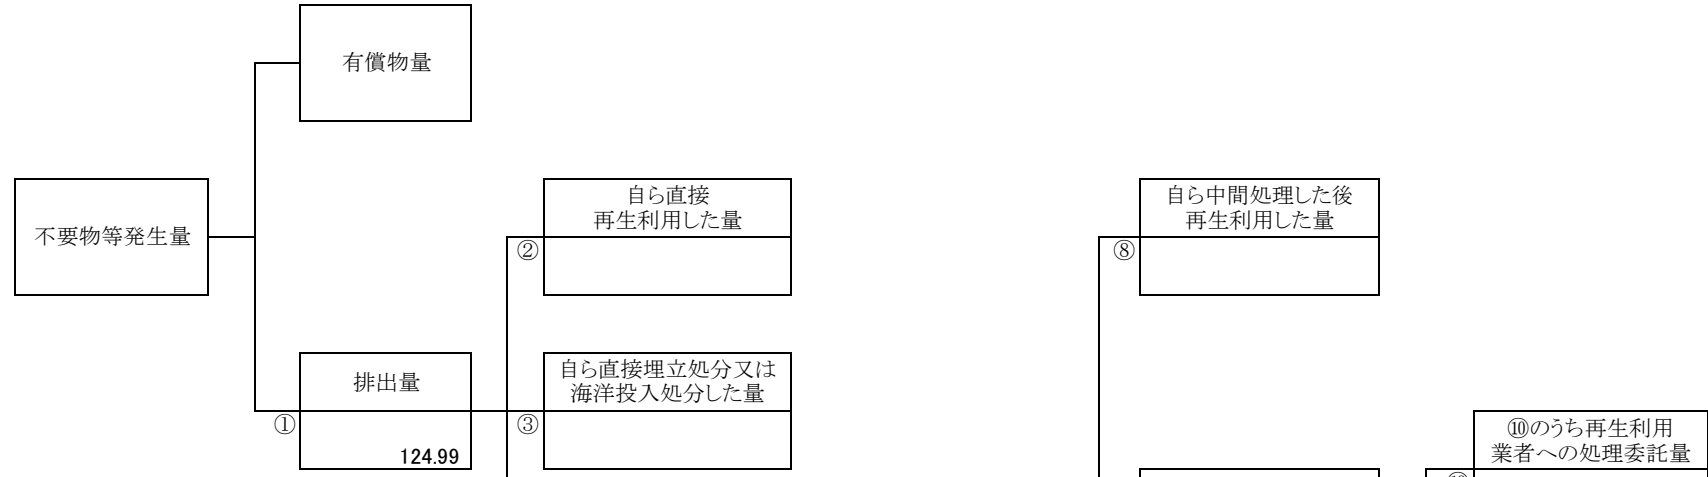 有償物量
不要物等発生量
自ら直接
再生利用した量
②
自ら中間処理した後
再生利用した量
⑧
排出量
①
124.99
自ら直接埋立処分又は
海洋投入処分した量
③
⑩のうち再生利用
業者への処理委託量